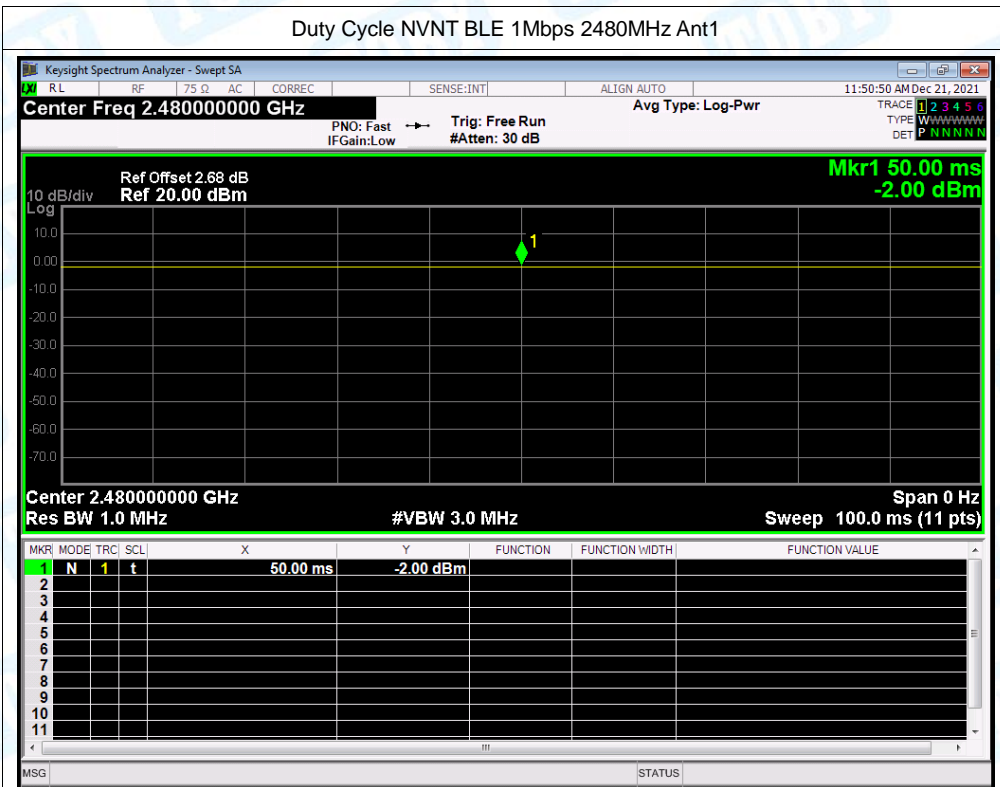 Duty Cycle NVNT BLE 1Mbps 2480MHz Ant1
Keysight Spectrum Analyzer - Swept SA
LXI RL RF 75 Ω AC CORREC SENSE:INT ALIGN AUTO 11:50:50 AM Dec 21, 2021
Center Freq 2.480000000 GHz Avg Type: Log-Pwr TRACE 1 2 3 4 5 6
PNO: Fast Trig: Free Run TYPE WWWWWWW
IFGain:Low #Atten: 30 dB DET P N N N N N
Mkr1 50.00 ms
Ref Offset 2.68 dB
-2.00 dBm
10 dB/div Ref 20.00 dBm
Log
10.0
0.00
1
-10.0
-20.0
-30.0
-40.0
-50.0
-60.0
-70.0
Center 2.480000000 GHz Span 0 Hz
Res BW 1.0 MHz #VBW 3.0 MHz Sweep 100.0 ms (11 pts)
MKR MODE TRC SCL X Y FUNCTION FUNCTION WIDTH FUNCTION VALUE
1 N 1 t 50.00 ms -2.00 dBm
2
3
4
5
6
7
8
9
10
11
MSG STATUS